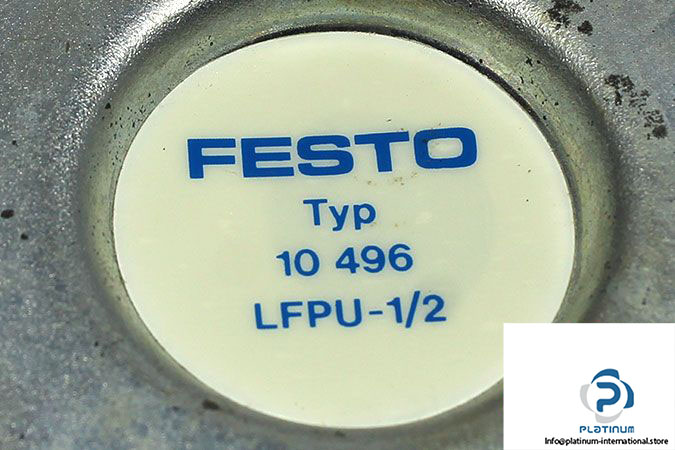 FESTO
Typ
10 496
LFPU-1/2
PLATINUM
Info@platinum-international.store